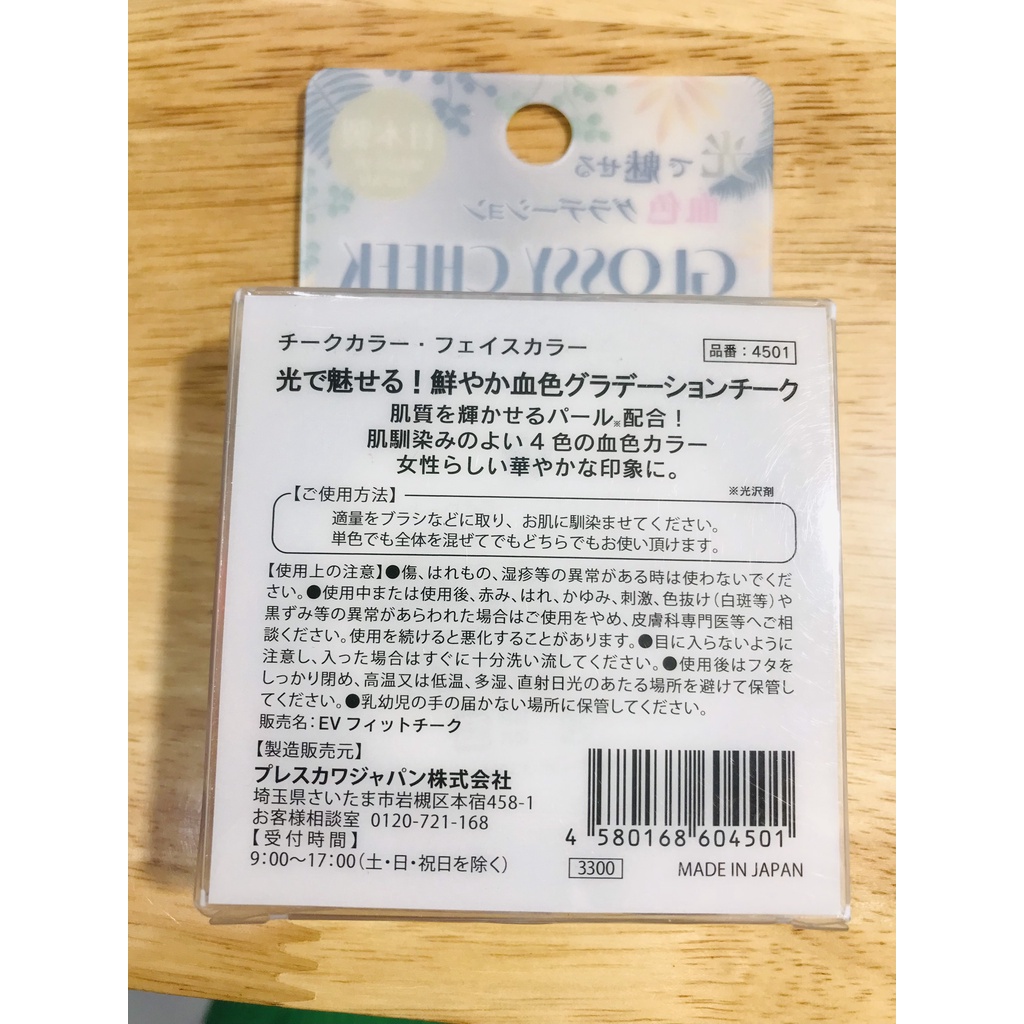 日本製
光で魅せる
血色グラデーション
GLOSSY CHEEK
チークカラー・フェイスカラー
品番：4501
光で魅せる！鮮やか血色グラデーションチーク
肌質を輝かせるパール※配合！
肌馴染みのよい4色の血色カラー
女性らしい華やかな印象に。
※光沢剤
【ご使用方法】
適量をブラシなどに取り、お肌に馴染ませてください。
単色でも全体を混ぜてでもどちらでもお使い頂けます。
【使用上の注意】●傷、はれもの、湿疹等の異常がある時は使わないでくだ
さい。●使用中または使用後、赤み、はれ、かゆみ、刺激、色抜け（白斑等）や
黒ずみ等の異常があらわれた場合はご使用をやめ、皮膚科専門医等へご相
談ください。使用を続けると悪化することがあります。●目に入らないように
注意し、入った場合はすぐに十分洗い流してください。●使用後はフタを
しっかり閉め、高温又は低温、多湿、直射日光のあたる場所を避けて保管し
てください。●乳幼児の手の届かない場所に保管してください。
販売名：EV フィットチーク
【製造販売元】
プレスカワジャパン株式会社
埼玉県さいたま市岩槻区本宿458-1
お客様相談室 0120-721-168
【受付時間】
9:00～17:00（土・日・祝日を除く）
4 580168 604501
3300
MADE IN JAPAN